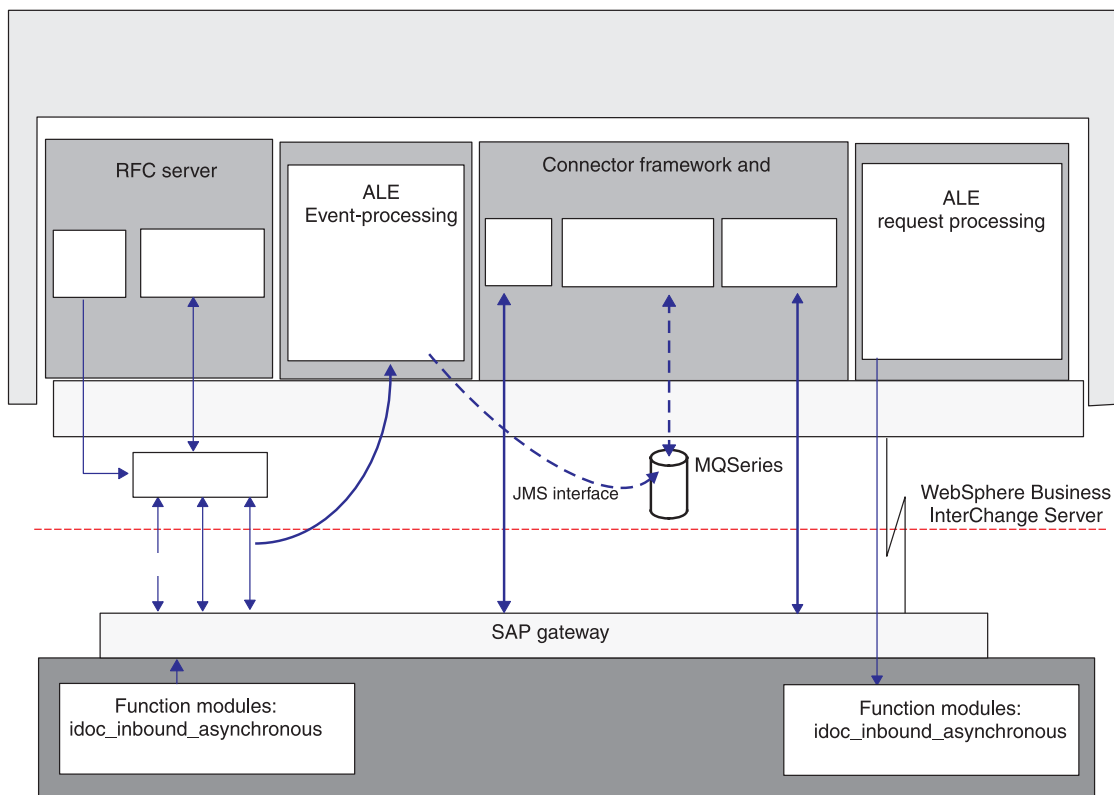 RFC server
ALE
Event-processing
Connector framework and
ALE
request processing
MQSeries
JMS interface
WebSphere Business
InterChange Server
SAP gateway
Function modules:
idoc_inbound_asynchronous
Function modules:
idoc_inbound_asynchronous